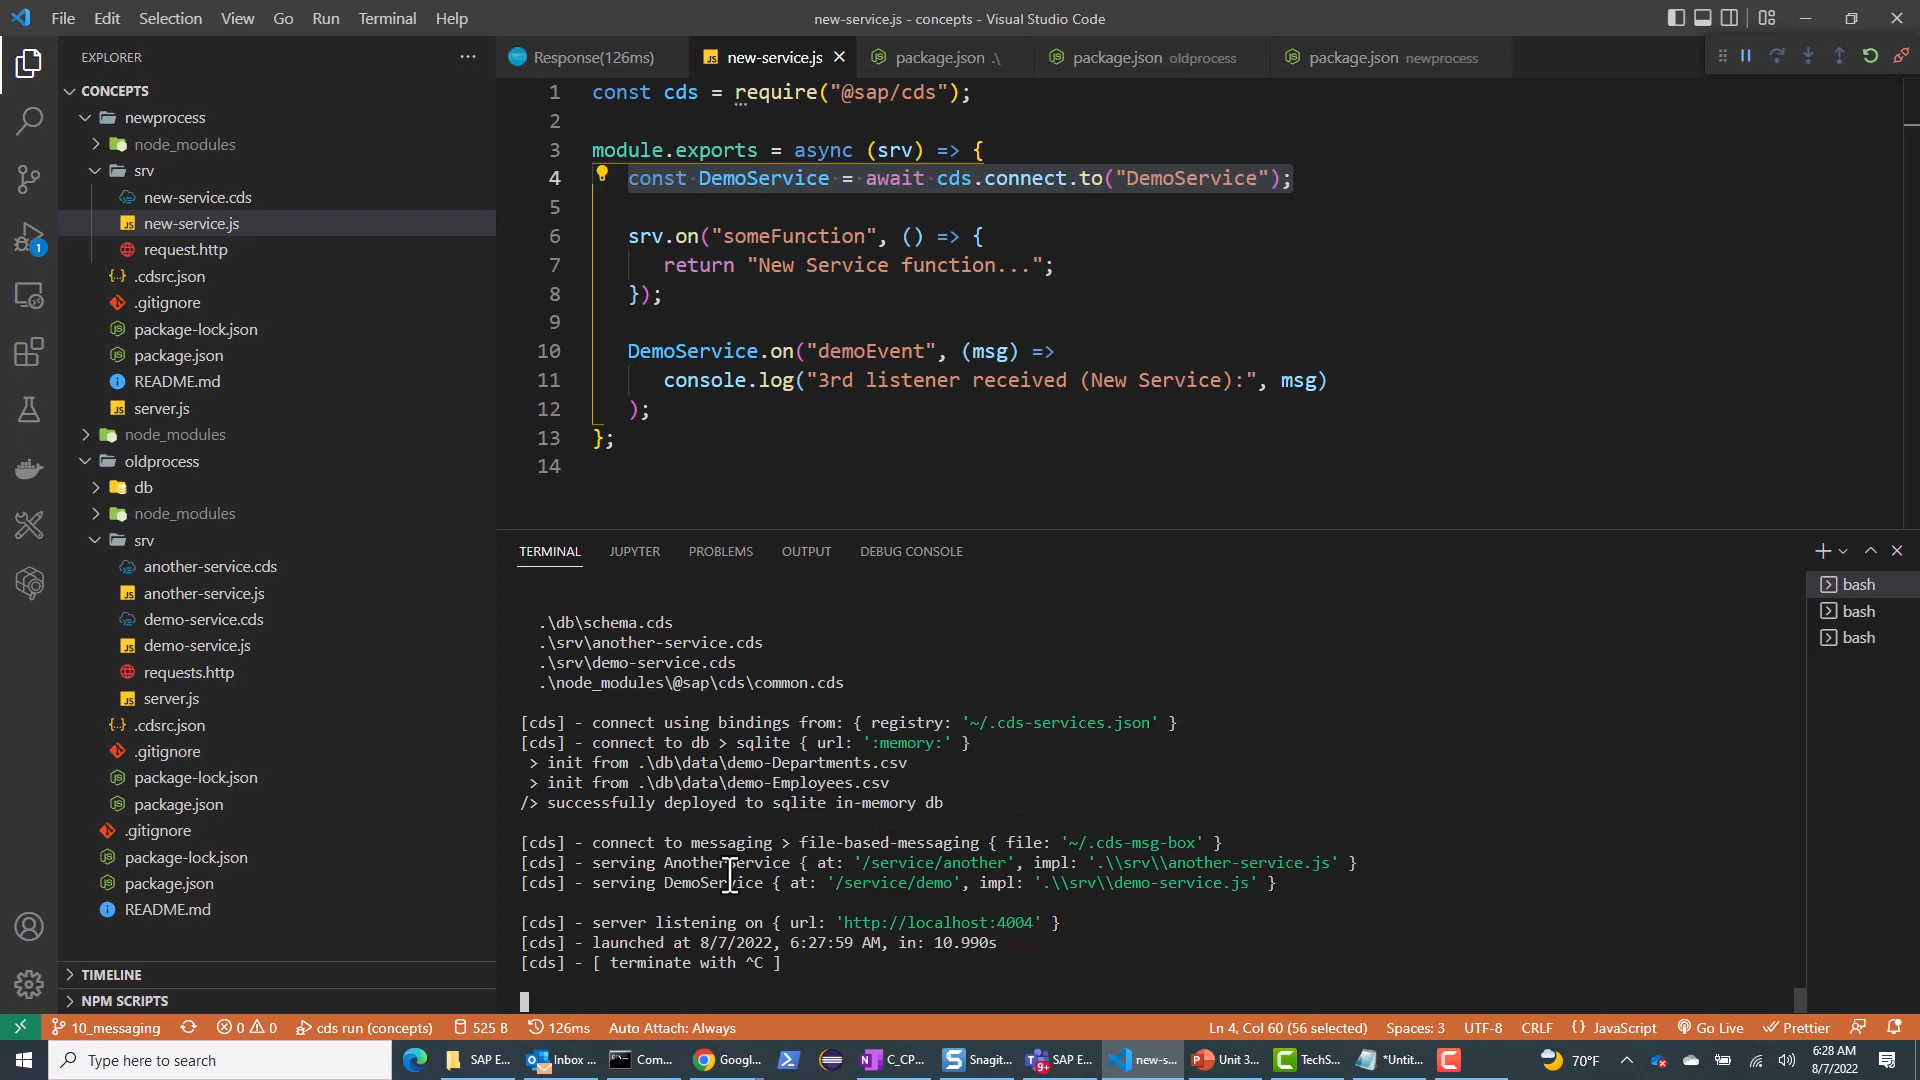 File Edit Selection View Go Run Terminal Help
new-service.js - concepts - Visual Studio Code
EXPLORER
CONCEPTS
newprocess
node_modules
srv
new-service.cds
new-service.js
request.http
.cdsrc.json
.gitignore
package-lock.json
package.json
README.md
server.js
node_modules
oldprocess
db
node_modules
srv
another-service.cds
another-service.js
demo-service.cds
demo-service.js
requests.http
server.js
.cdsrc.json
.gitignore
package-lock.json
package.json
.gitignore
package-lock.json
package.json
README.md
TIMELINE
NPM SCRIPTS
1
Response(126ms) new-service.js package.json .\ package.json oldprocess package.json newprocess
1 const cds = require("@sap/cds");
2
3 module.exports = async (srv) => {
4 const DemoService = await cds.connect.to("DemoService");
5
6 srv.on("someFunction", () => {
7 return "New Service function...";
8 });
9
10 DemoService.on("demoEvent", (msg) =>
11 console.log("3rd listener received (New Service):", msg)
12 );
13 };
14
TERMINAL JUPYTER PROBLEMS OUTPUT DEBUG CONSOLE
bash
bash
bash
.\db\schema.cds
.\srv\another-service.cds
.\srv\demo-service.cds
.\node_modules\@sap\cds\common.cds
[cds] - connect using bindings from: { registry: '~/.cds-services.json' }
[cds] - connect to db > sqlite { url: ':memory:' }
> init from .\db\data\demo-Departments.csv
> init from .\db\data\demo-Employees.csv
/> successfully deployed to sqlite in-memory db
[cds] - connect to messaging > file-based-messaging { file: '~/.cds-msg-box' }
[cds] - serving AnotherService { at: '/service/another', impl: '.\\srv\\another-service.js' }
[cds] - serving DemoService { at: '/service/demo', impl: '.\\srv\\demo-service.js' }
[cds] - server listening on { url: 'http://localhost:4004' }
[cds] - launched at 8/7/2022, 6:27:59 AM, in: 10.990s
[cds] - [ terminate with ^C ]
10_messaging 0 0 cds run (concepts) 525 B 126ms Auto Attach: Always Ln 4, Col 60 (56 selected) Spaces: 3 UTF-8 CRLF {} JavaScript Go Live Prettier
Type here to search SAP E... Inbox ... Com... Googl... C_CP... Snagit... SAP E... new-s... Unit 3... TechS... *Untit... 70°F 6:28 AM
8/7/2022
9+